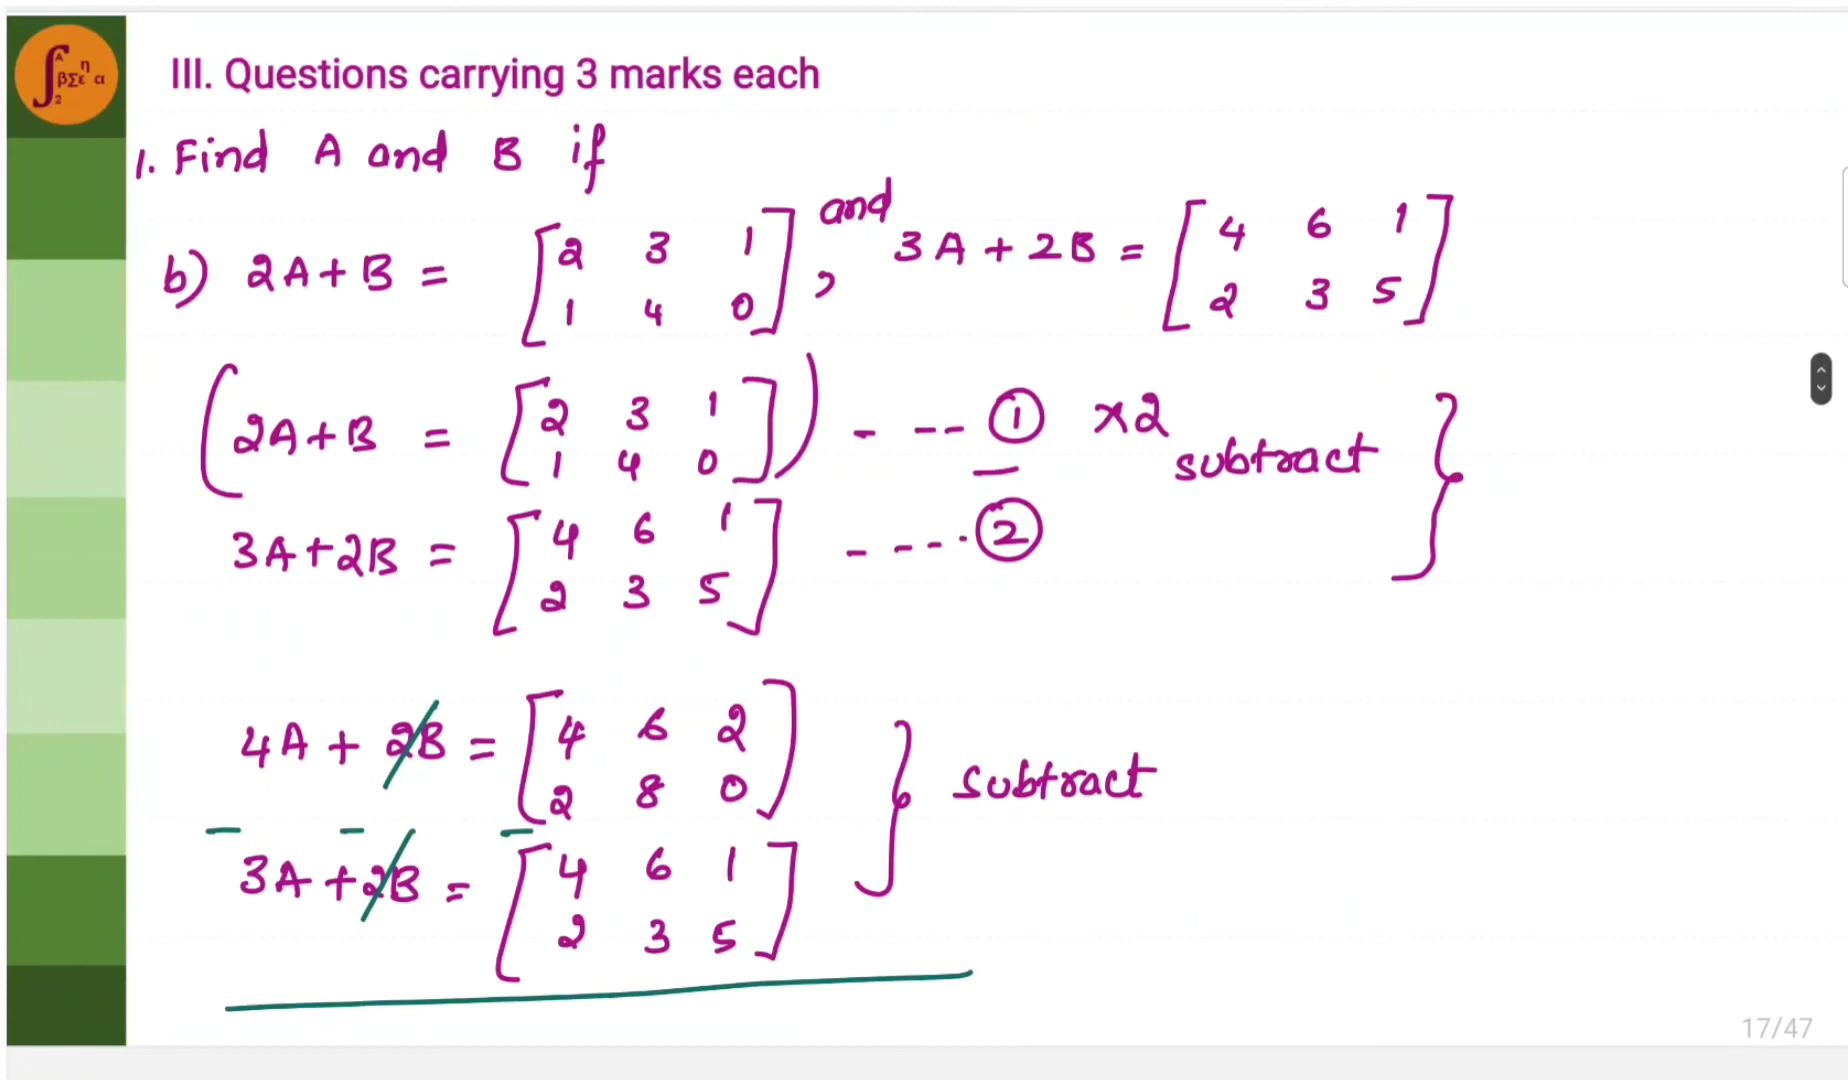 III. Questions carrying 3 marks each
1. Find A and B if
b) 2A+B = [2 3 1], and 3A+2B = [4 6 1]
[1 4 0] [2 3 5]
(2A+B = [2 3 1]) - -- ① ×2
[1 4 0] — subtract }
3A+2B = [4 6 1] ----②
[2 3 5]
4A + 2B = [4 6 2]
[2 8 0] } Subtract
— — —
3A+2B = [4 6 1]
[2 3 5]
17/47